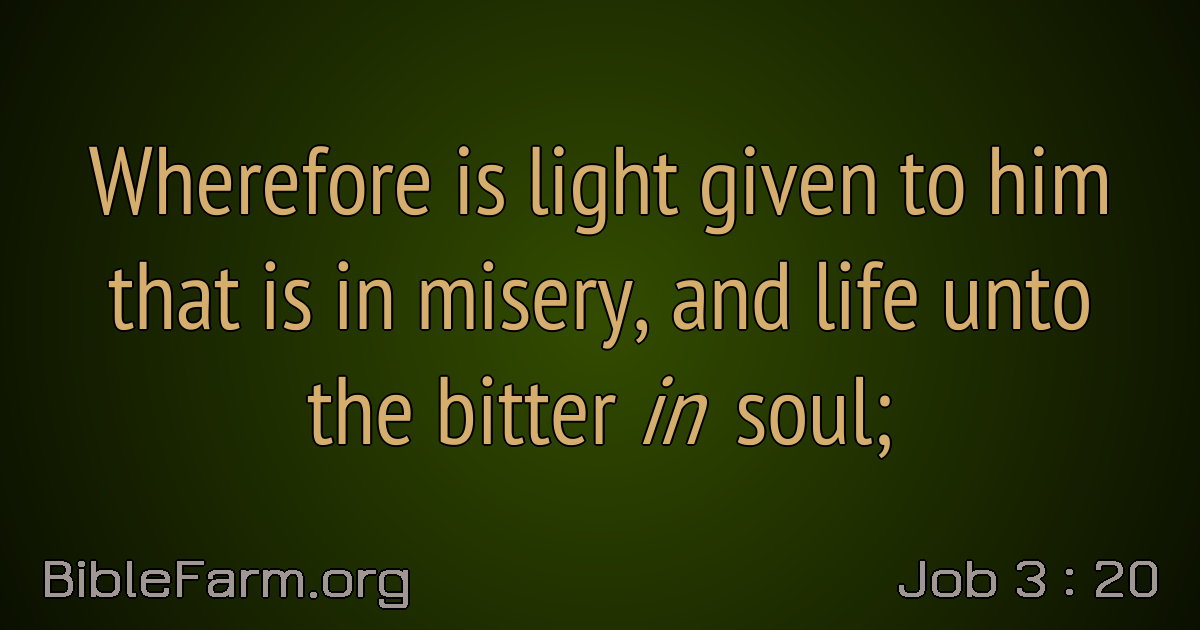 Wherefore is light given to him
that is in misery, and life unto
the bitter in soul;
BibleFarm.org
Job 3 : 20